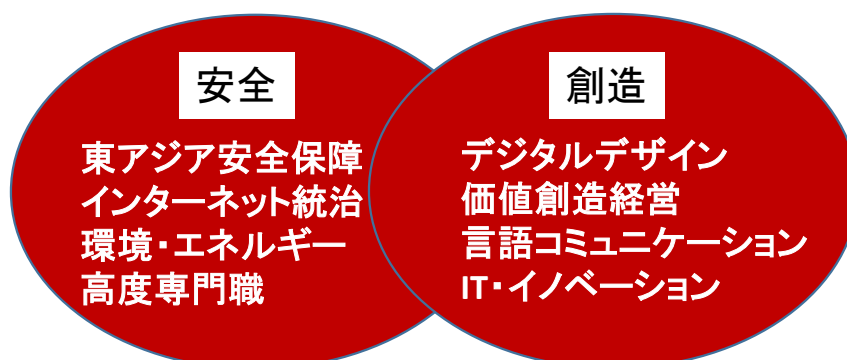 安全
東アジア安全保障
インターネット統治
環境・エネルギー
高度専門職
創造
デジタルデザイン
価値創造経営
言語コミュニケーション
IT・イノベーション